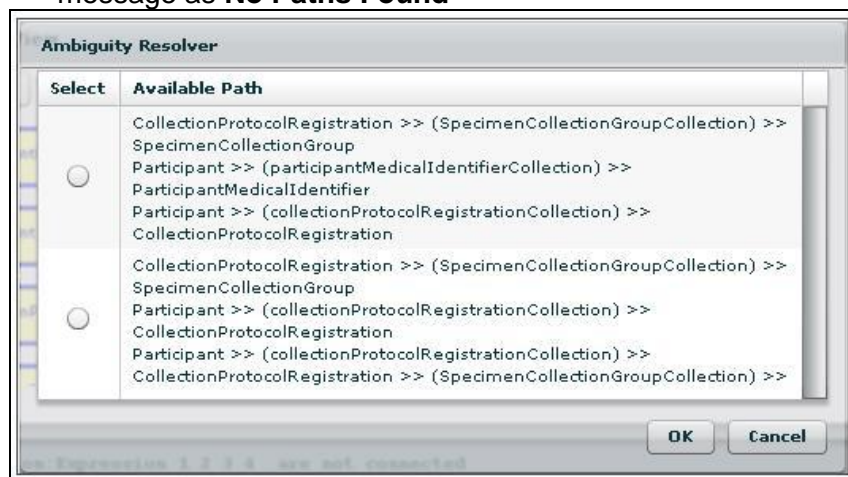 message as No Paths Found
Ambiguity Resolver
Select Available Path
CollectionProtocolRegistration >> (SpecimenCollectionGroupCollection) >>
SpecimenCollectionGroup
Participant >> (participantMedicalIdentifierCollection) >>
ParticipantMedicalIdentifier
Participant >> (collectionProtocolRegistrationCollection) >>
CollectionProtocolRegistration
CollectionProtocolRegistration >> (SpecimenCollectionGroupCollection) >>
SpecimenCollectionGroup
Participant >> (collectionProtocolRegistrationCollection) >>
CollectionProtocolRegistration
Participant >> (collectionProtocolRegistrationCollection) >>
CollectionProtocolRegistration >> (SpecimenCollectionGroupCollection) >>
OK Cancel
1 2 3 4 are not connected